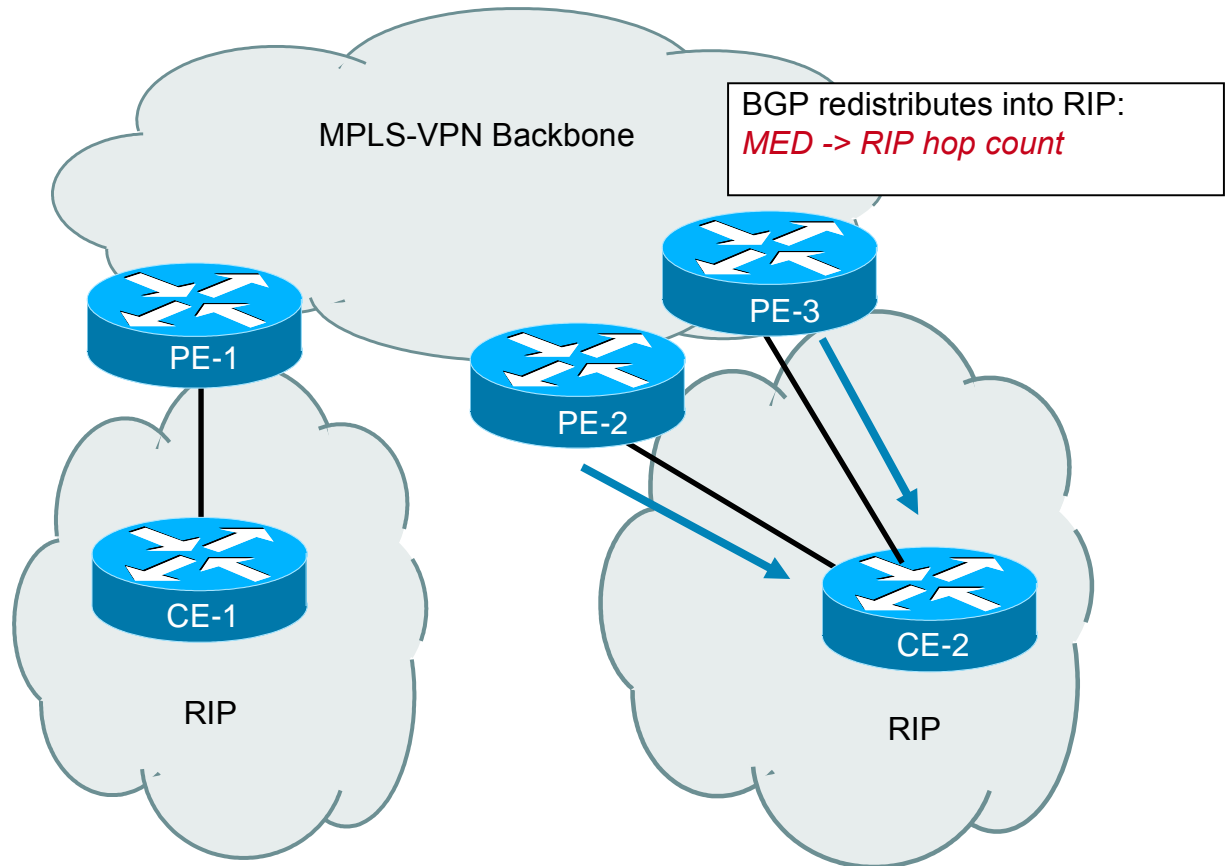 BGP redistributes into RIP:
MED -> RIP hop count
MPLS-VPN Backbone
PE-3
PE-1
PE-2
CE-1
CE-2
RIP
RIP